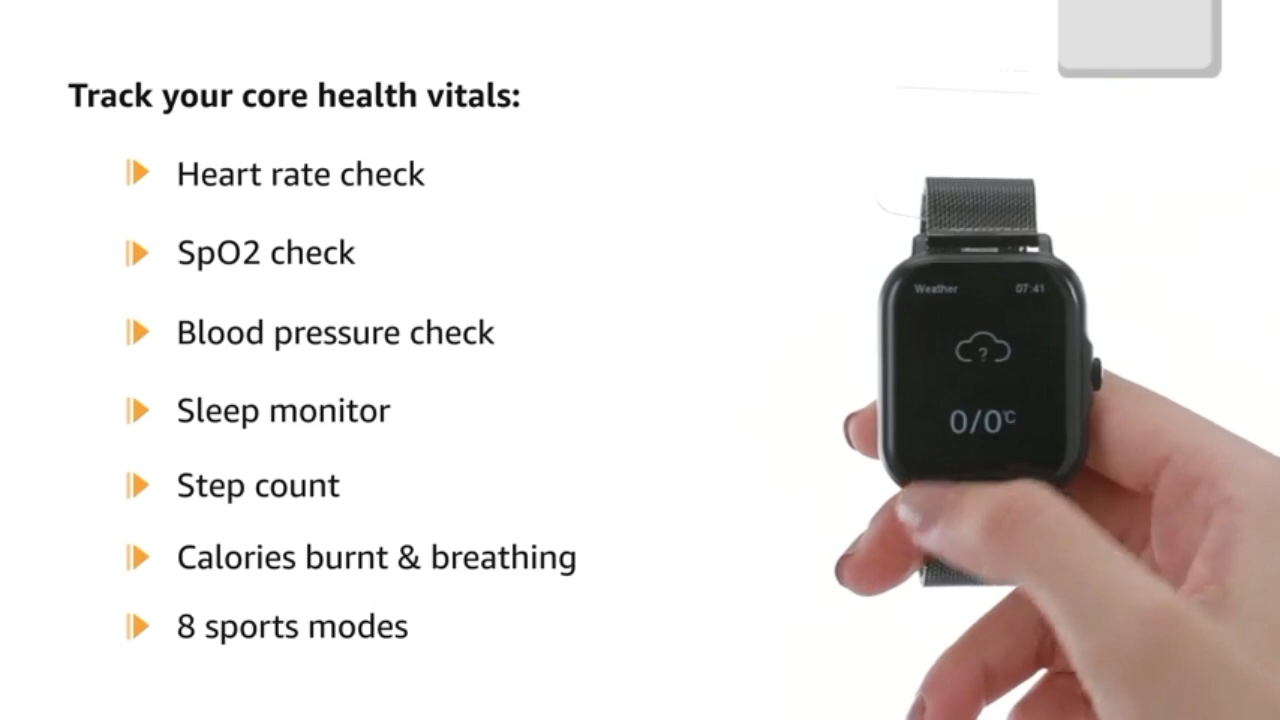 Track your core health vitals:
Heart rate check
SpO2 check
Blood pressure check
Sleep monitor
Step count
Calories burnt & breathing
8 sports modes
Weather 07:41
?
0/0°C